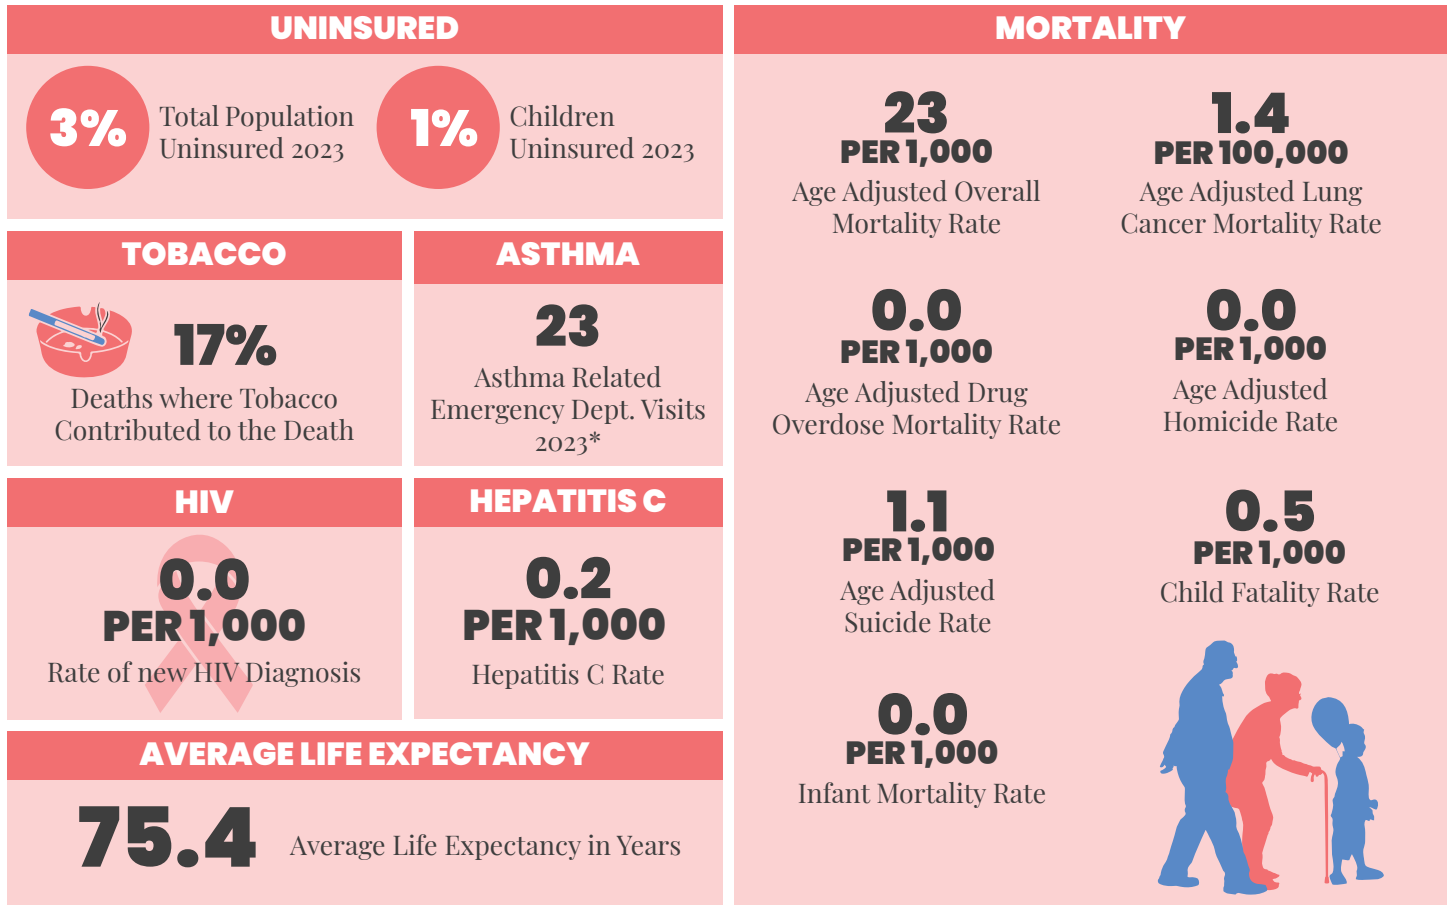 UNINSURED
3%
Total Population
Uninsured 2023
1%
Children
Uninsured 2023
TOBACCO
17%
Deaths where Tobacco
Contributed to the Death
ASTHMA
23
Asthma Related
Emergency Dept. Visits
2023*
HIV
0.0
PER 1,000
Rate of new HIV Diagnosis
HEPATITIS C
0.2
PER 1,000
Hepatitis C Rate
AVERAGE LIFE EXPECTANCY
75.4
Average Life Expectancy in Years
MORTALITY
23
PER 1,000
Age Adjusted Overall
Mortality Rate
1.4
PER 100,000
Age Adjusted Lung
Cancer Mortality Rate
0.0
PER 1,000
Age Adjusted Drug
Overdose Mortality Rate
0.0
PER 1,000
Age Adjusted
Homicide Rate
1.1
PER 1,000
Age Adjusted
Suicide Rate
0.5
PER 1,000
Child Fatality Rate
0.0
PER 1,000
Infant Mortality Rate